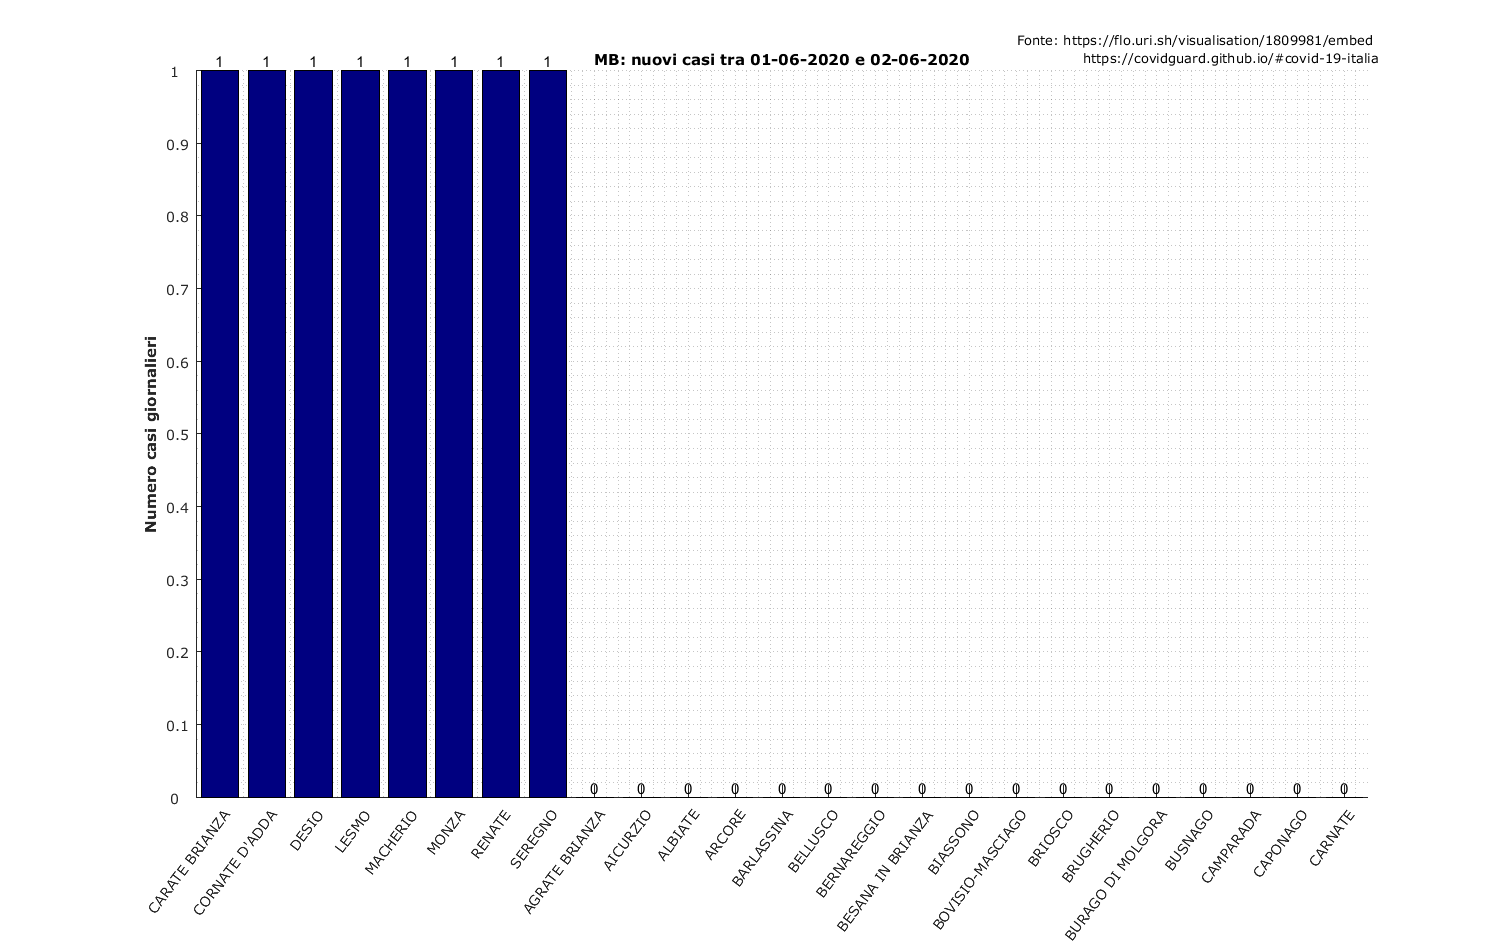 Fonte: https://flo.uri.sh/visualisation/1809981/embed
https://covidguard.github.io/#covid-19-italia
MB: nuovi casi tra 01-06-2020 e 02-06-2020
1 1 1 1 1 1 1 1
1
0.9
0.8
0.7
0.6
0.5
0.4
0.3
0.2
0.1
0
Numero casi giornalieri
0 0 0 0 0 0 0 0 0 0 0 0 0 0 0 0 0
CARATE BRIANZA
CORNATE D'ADDA
DESIO
LESMO
MACHERIO
MONZA
RENATE
SEREGNO
AGRATE BRIANZA
AICURZIO
ALBIATE
ARCORE
BARLASSINA
BELLUSCO
BERNAREGGIO
BESANA IN BRIANZA
BIASSONO
BOVISIO-MASCIAGO
BRIOSCO
BRUGHERIO
BURAGO DI MOLGORA
BUSNAGO
CAMPARADA
CAPONAGO
CARNATE